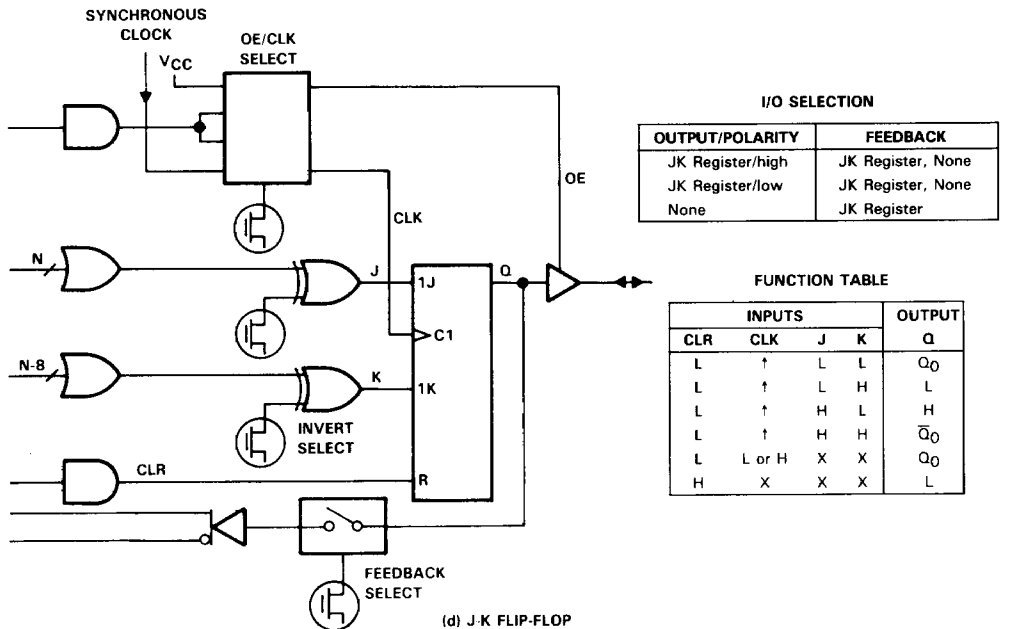 SYNCHRONOUS
CLOCK
OE/CLK
SELECT
VCC
OE
CLK
N
J
1J
Q
C1
N-8
K
1K
INVERT
SELECT
CLR
R
FEEDBACK
SELECT
(d) J-K FLIP-FLOP
I/O SELECTION
OUTPUT/POLARITY FEEDBACK
JK Register/high JK Register, None
JK Register/low JK Register, None
None JK Register
FUNCTION TABLE
INPUTS OUTPUT
CLR CLK J K Q
L ↑ L L Q₀
L ↑ L H L
L ↑ H L H
L ↑ H H Q̅₀
L L or H X X Q₀
H X X X L